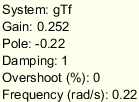 System: gTf
Gain: 0.252
Pole: -0.22
Damping: 1
Overshoot (%): 0
Frequency (rad/s): 0.22